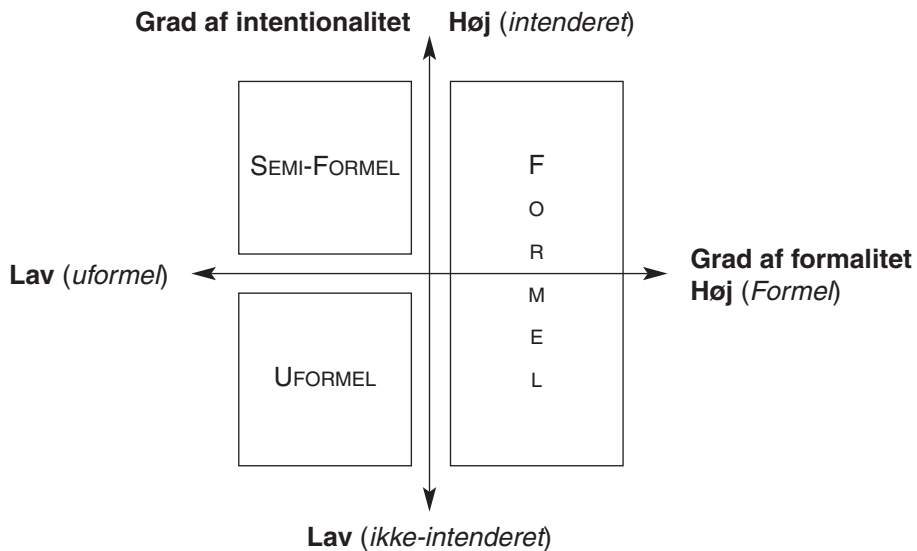 Grad af intentionalitet Høj (intenderet)
SEMI-FORMEL
F
O
R
M
E
L
Lav (uformel)
Grad af formalitet
Høj (Formel)
UFORMEL
Lav (ikke-intenderet)